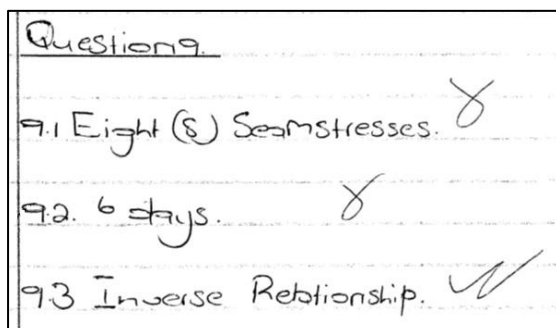 Question 9.
9.1 Eight (8) Seamstresses.
9.2. 6 days.
9.3 Inverse Relationship.